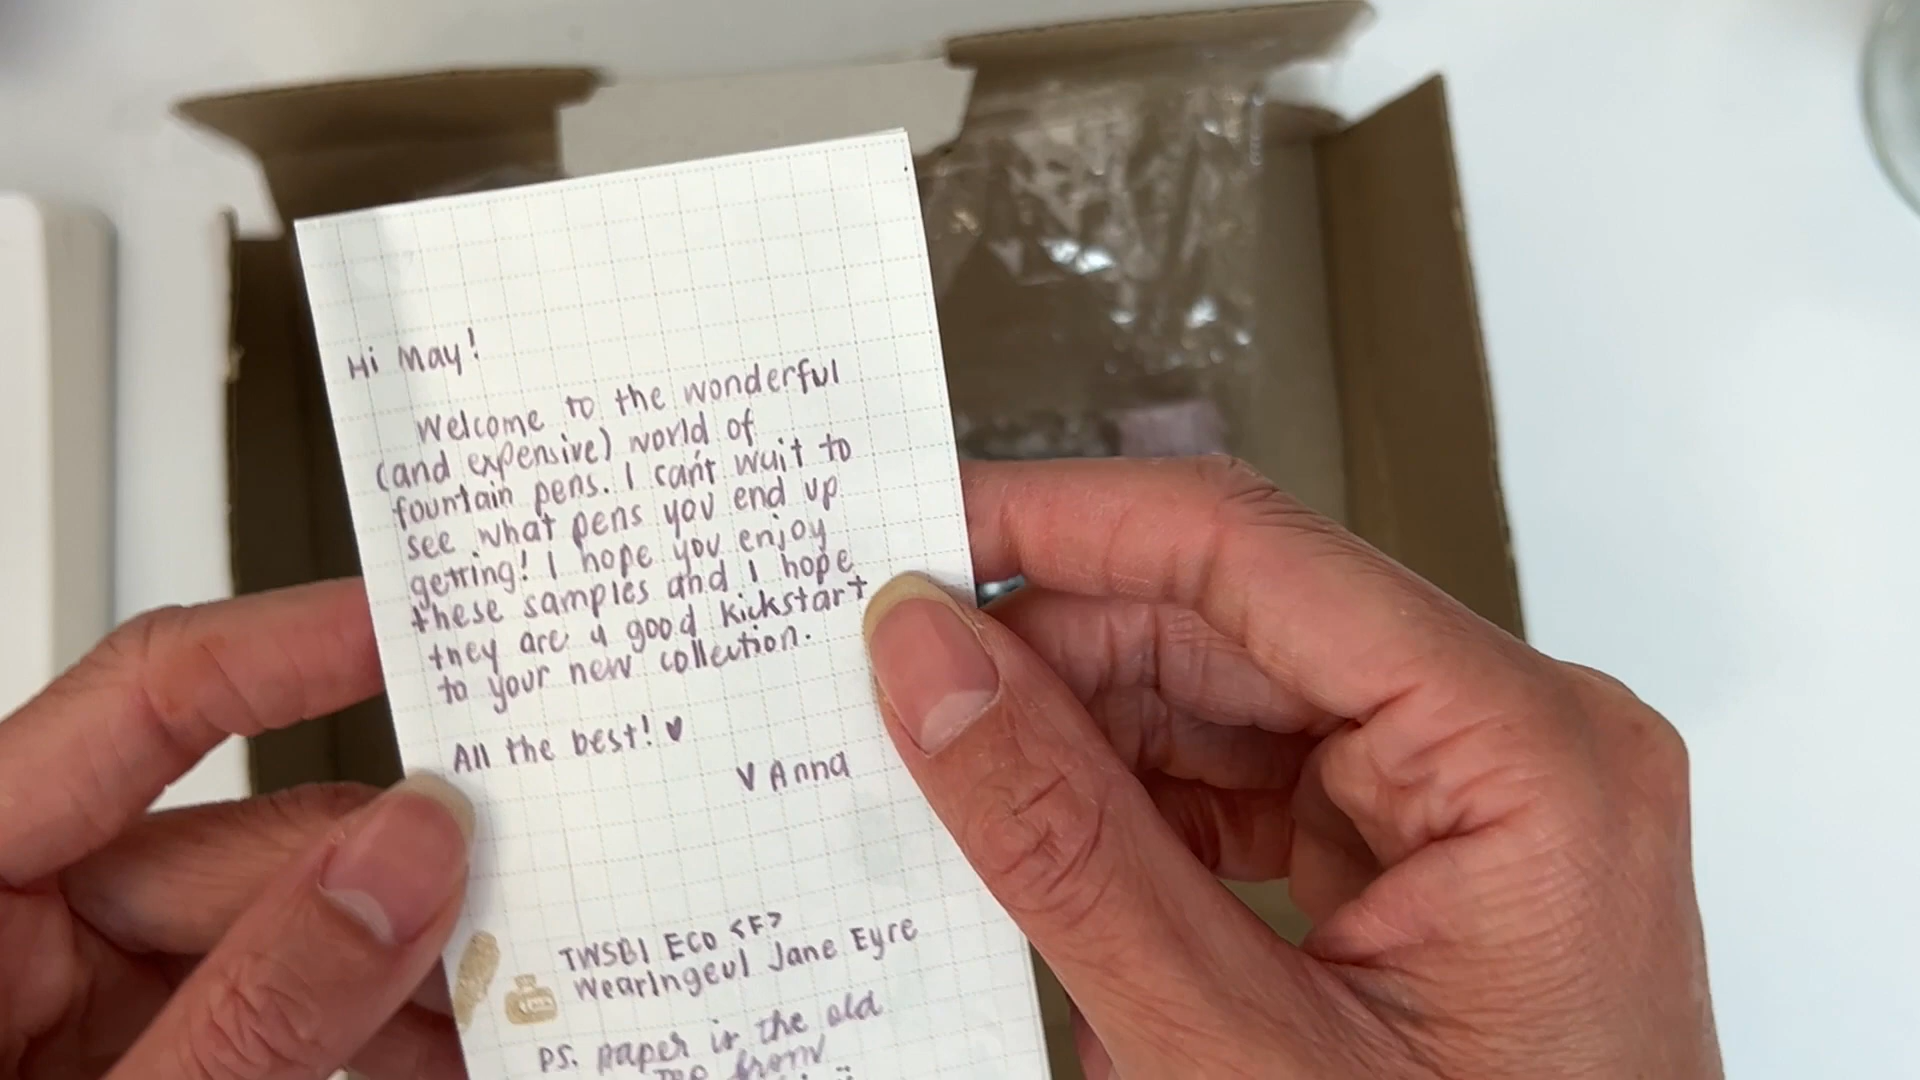 Hi May!
Welcome to the wonderful
(and expensive) world of
fountain pens. I can't wait to
see what pens you end up
getting! I hope you enjoy
these samples and I hope
they are a good kickstart
to your new collection.
All the best! ♥
♥ Anna
TWSBI ECO <F>
Wearingeul Jane Eyre
PS. paper is the old
from